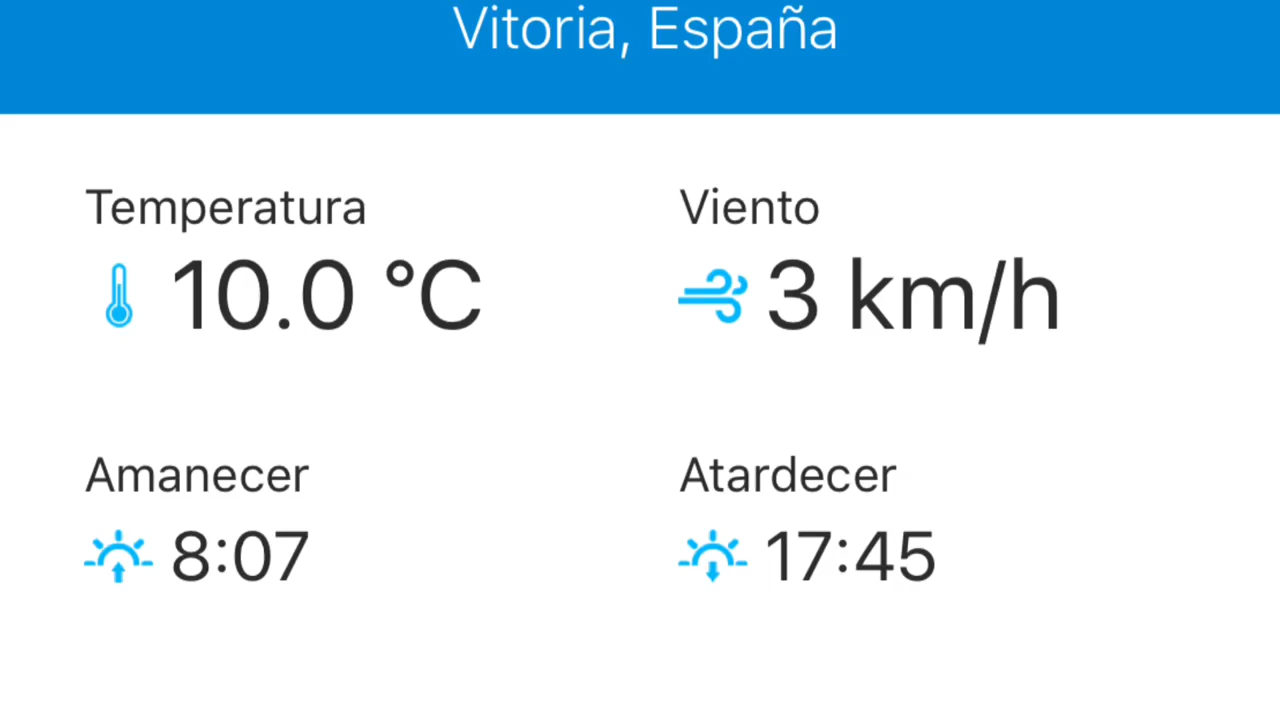 Vitoria, España
Temperatura
10.0 °C
Viento
3 km/h
Amanecer
8:07
Atardecer
17:45